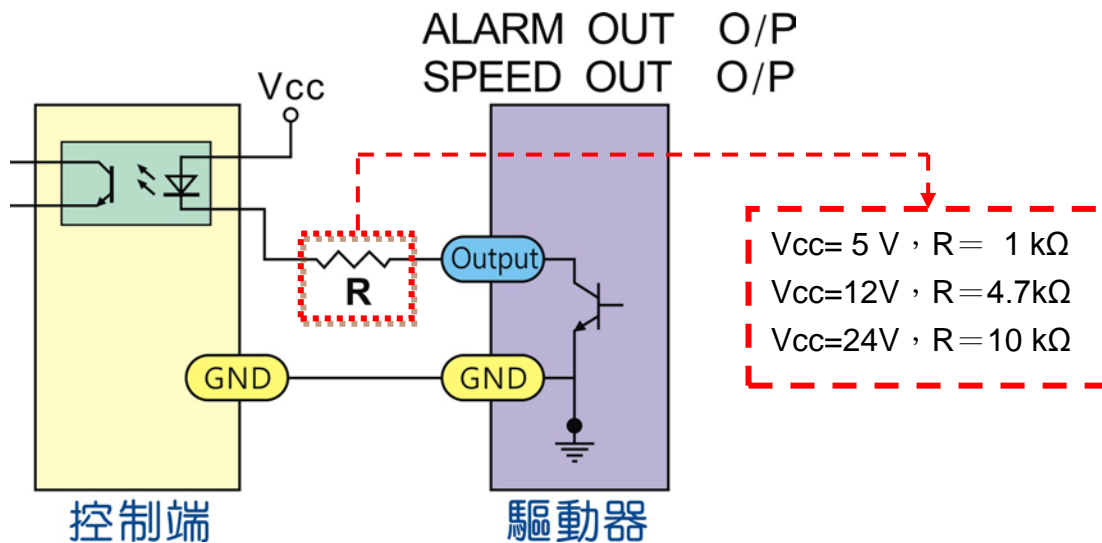 ALARM OUT O/P
SPEED OUT O/P
Vcc
Output
R
GND
GND
Vcc= 5 V，R＝ 1 kΩ
Vcc=12V，R＝4.7kΩ
Vcc=24V，R＝10 kΩ
控制端
驅動器